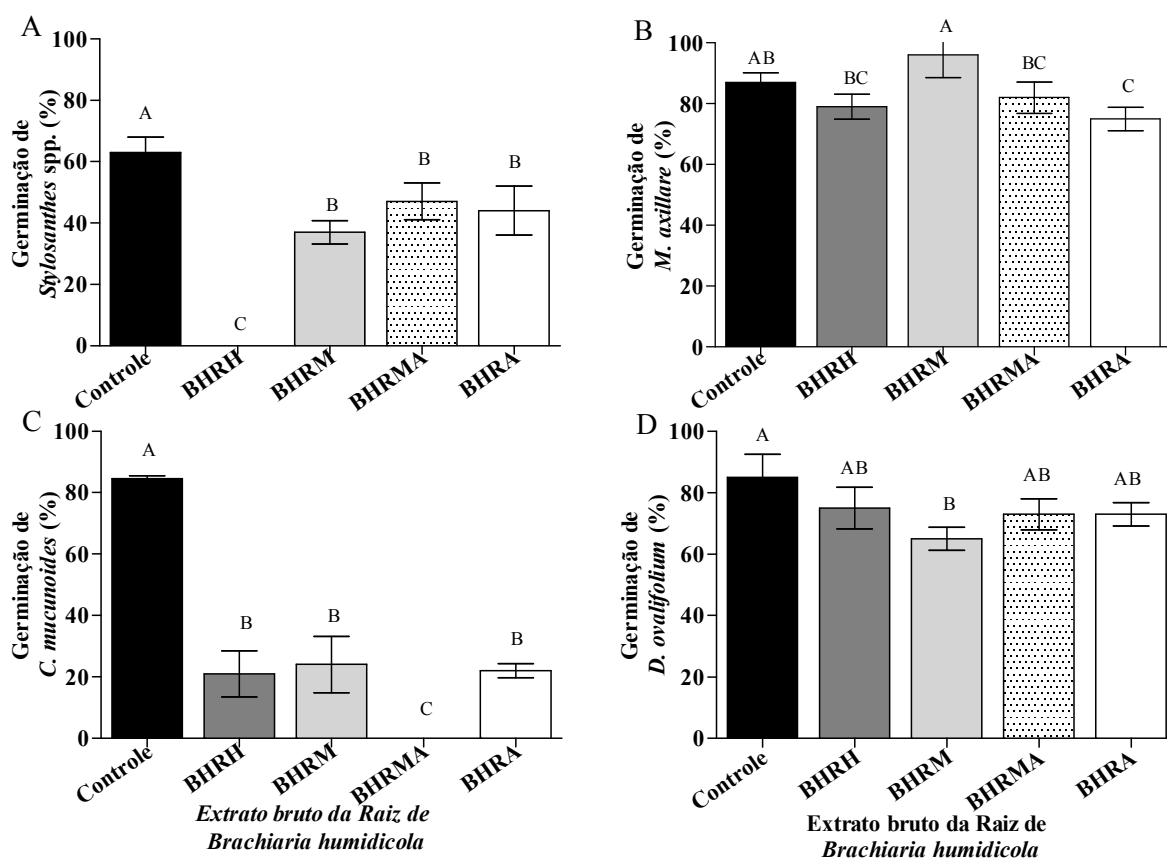 A
Germinação de
Stylosanthes spp. (%)
100
80
60
40
20
0
A
C
B
B
B
Controle
BHRH
BHRM
BHRMA
BHRA
B
Germinação de
M. axillare (%)
100
80
60
40
20
0
AB
BC
A
BC
C
Controle
BHRH
BHRM
BHRMA
BHRA
C
Germinação de
C. mucunoides (%)
100
80
60
40
20
0
A
B
B
C
B
Controle
BHRH
BHRM
BHRMA
BHRA
Extrato bruto da Raiz de
Brachiaria humidicola
D
Germinação de
D. ovalifolium (%)
100
80
60
40
20
0
A
AB
B
AB
AB
Controle
BHRH
BHRM
BHRMA
BHRA
Extrato bruto da Raiz de
Brachiaria humidicola